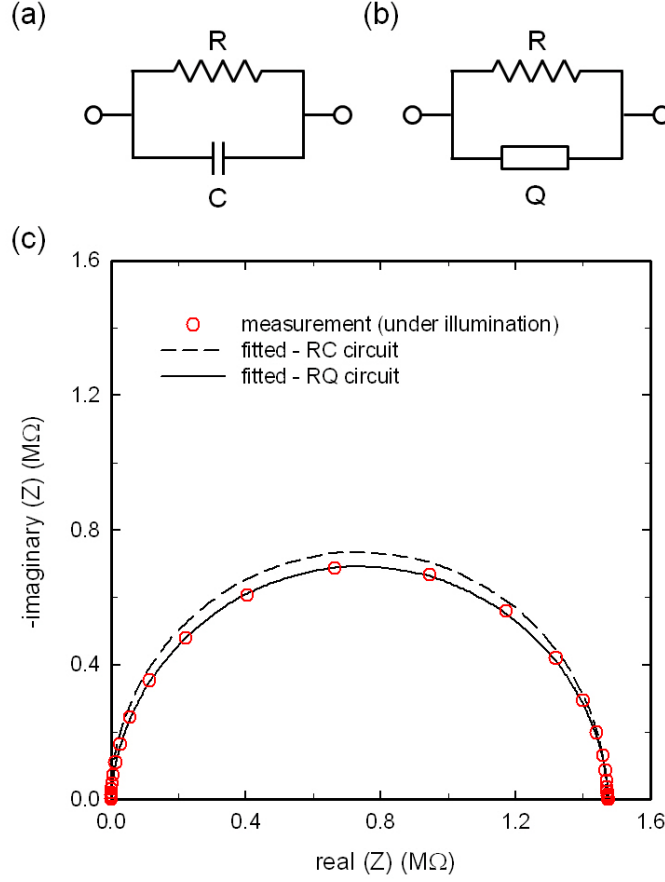 (a)
(b)
R
R
C
Q
(c)
1.6
1.2
0.8
0.4
0.0
-imaginary (Z) (MΩ)
measurement (under illumination)
fitted - RC circuit
fitted - RQ circuit
0.0 0.4 0.8 1.2 1.6
real (Z) (MΩ)